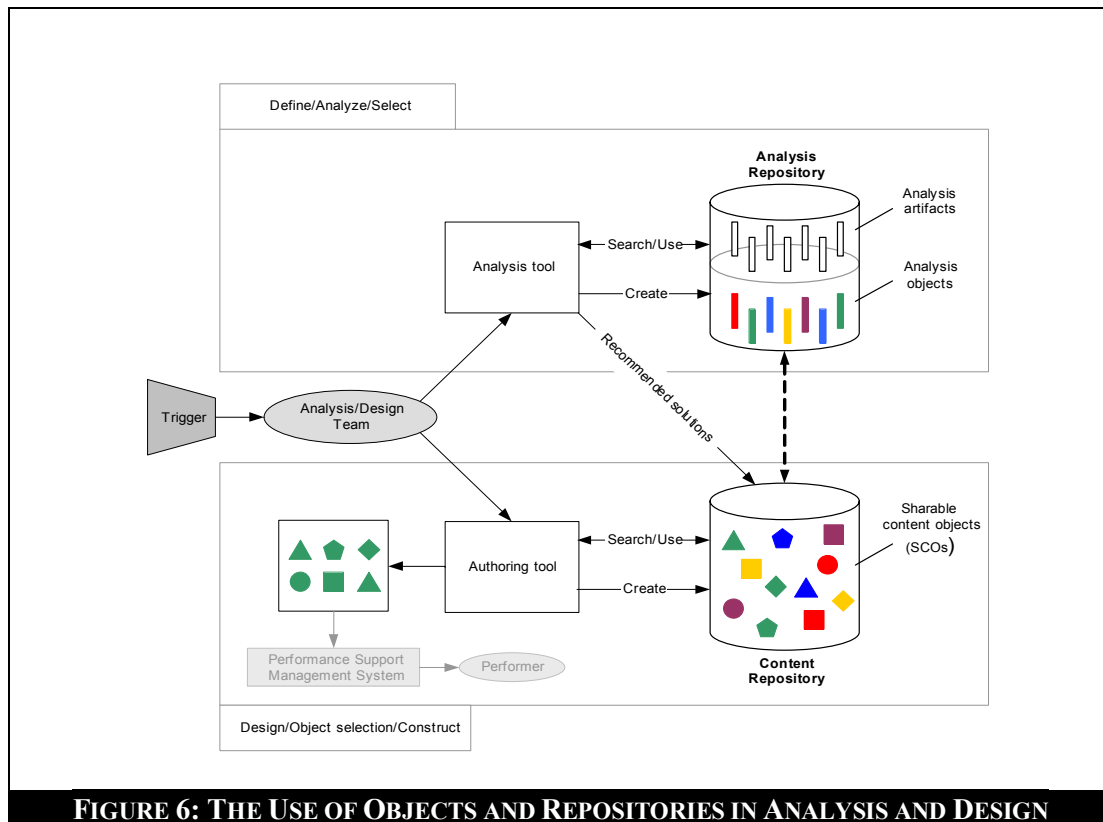 Define/Analyze/Select
Analysis
Repository
Analysis
artifacts
Search/Use
Analysis tool
Analysis
objects
Create
Recommended solutions
Trigger
Analysis/Design
Team
Sharable
content objects
(SCOs)
Search/Use
Authoring tool
Create
Performance Support
Management System
Performer
Content
Repository
Design/Object selection/Construct
FIGURE 6: THE USE OF OBJECTS AND REPOSITORIES IN ANALYSIS AND DESIGN